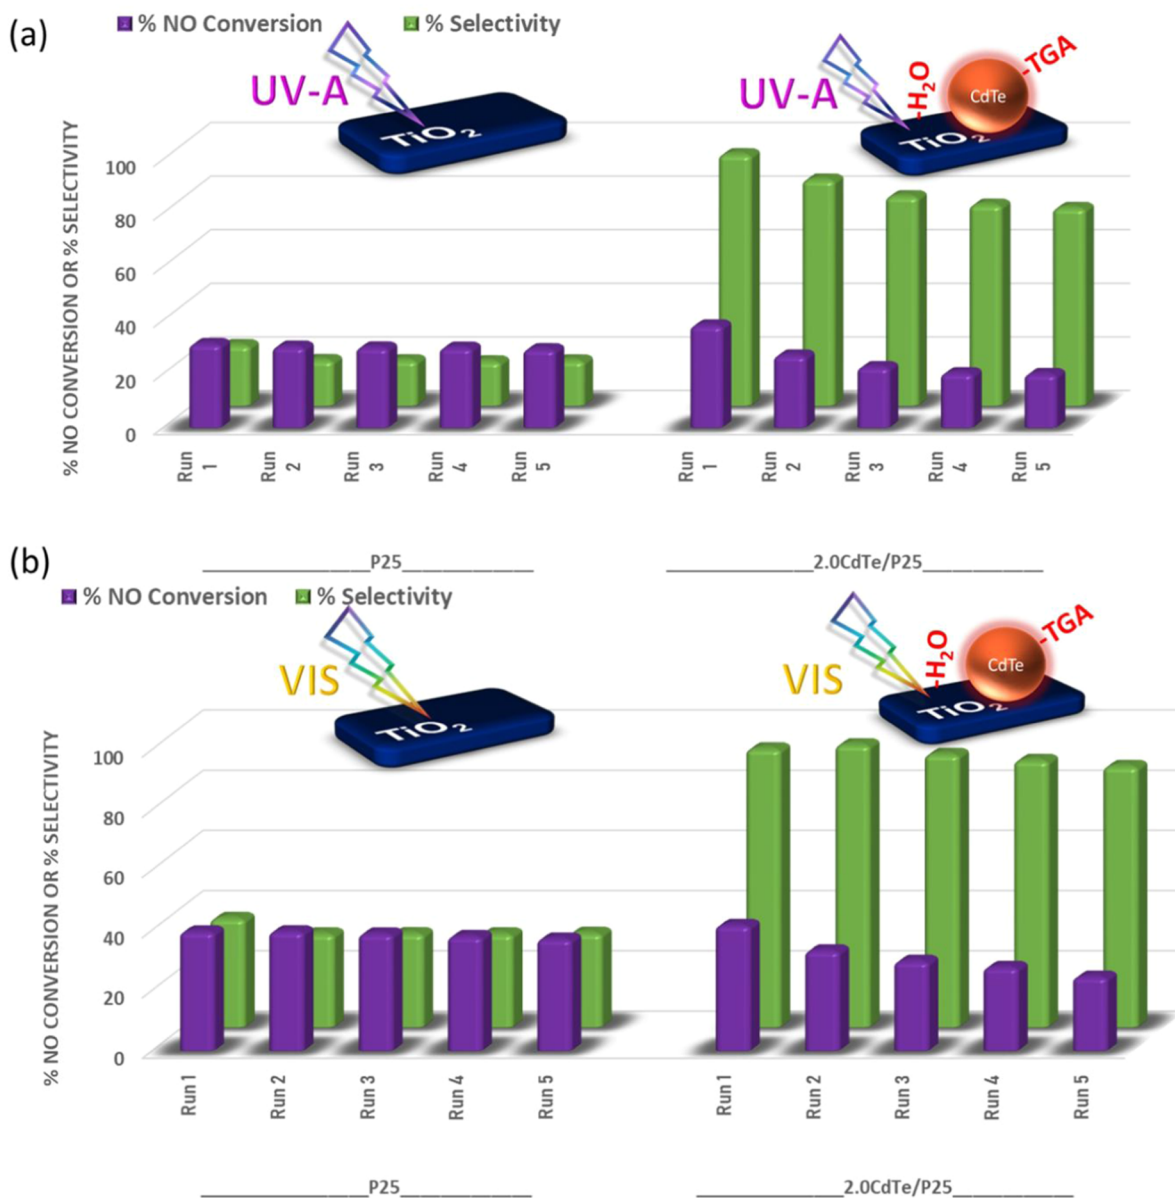 (a)
% NO Conversion
% Selectivity
UV-A
TiO2
UV-A
-H2O
CdTe
-TGA
TiO2
% NO CONVERSION OR % SELECTIVITY
100
80
60
40
20
0
Run 1
Run 2
Run 3
Run 4
Run 5
Run 1
Run 2
Run 3
Run 4
Run 5
P25
2.0CdTe/P25
(b)
% NO Conversion
% Selectivity
VIS
TiO2
VIS
-H2O
CdTe
-TGA
TiO2
% NO CONVERSION OR % SELECTIVITY
100
80
60
40
20
0
Run 1
Run 2
Run 3
Run 4
Run 5
Run 1
Run 2
Run 3
Run 4
Run 5
P25
2.0CdTe/P25